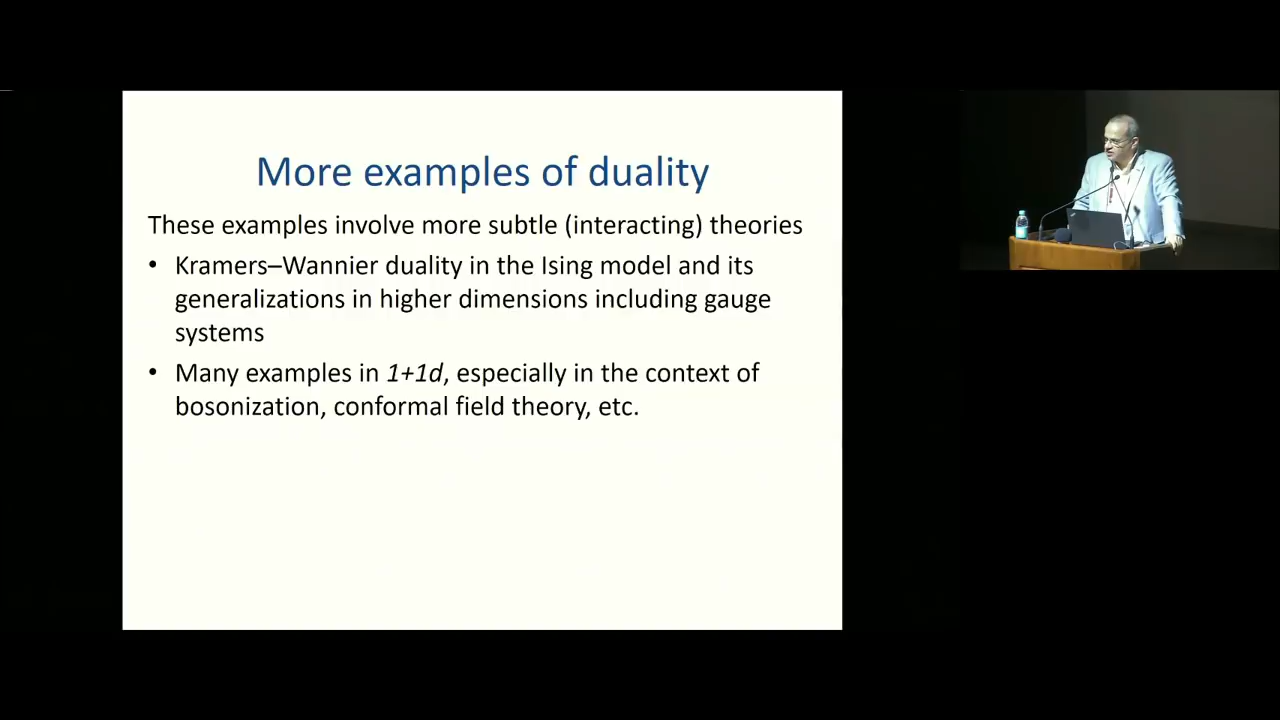 More examples of duality
These examples involve more subtle (interacting) theories
• Kramers–Wannier duality in the Ising model and its
generalizations in higher dimensions including gauge
systems
• Many examples in 1+1d, especially in the context of
bosonization, conformal field theory, etc.